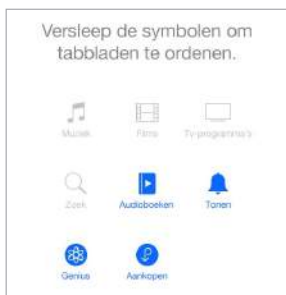 Versleep de symbolen om
tabbladen te ordenen.
Muziek Films Tv-programma's
Zoek Audioboeken Tonen
Genius Aankopen